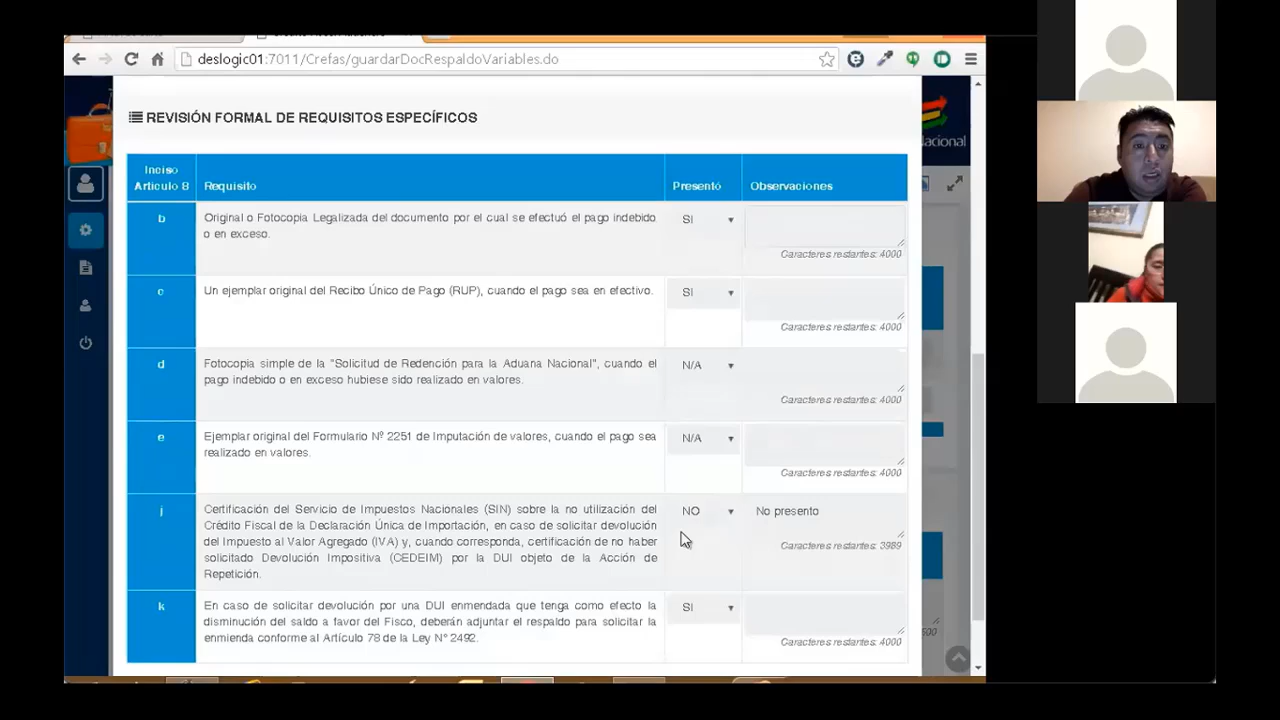 deslogic01:7011/Crefas/guardarDocRespaldoVariables.do
acional
REVISIÓN FORMAL DE REQUISITOS ESPECÍFICOS
Inciso
Artículo 8
Requisito
Presentó
Observaciones
b
Original o Fotocopia Legalizada del documento por el cual se efectuó el pago indebido
o en exceso.
SI
Caracteres restantes: 4000
c
Un ejemplar original del Recibo Único de Pago (RUP), cuando el pago sea en efectivo.
SI
Caracteres restantes: 4000
d
Fotocopia simple de la "Solicitud de Redención para la Aduana Nacional", cuando el
pago indebido o en exceso hubiese sido realizado en valores.
N/A
Caracteres restantes: 4000
e
Ejemplar original del Formulario Nº 2251 de Imputación de valores, cuando el pago sea
realizado en valores.
N/A
Caracteres restantes: 4000
j
Certificación del Servicio de Impuestos Nacionales (SIN) sobre la no utilización del
Crédito Fiscal de la Declaración Única de Importación, en caso de solicitar devolución
del Impuesto al Valor Agregado (IVA) y, cuando corresponda, certificación de no haber
solicitado Devolución Impositiva (CEDEIM) por la DUI objeto de la Acción de
Repetición.
NO
No presento
Caracteres restantes: 3989
k
En caso de solicitar devolución por una DUI enmendada que tenga como efecto la
disminución del saldo a favor del Fisco, deberán adjuntar el respaldo para solicitar la
enmienda conforme al Artículo 78 de la Ley N° 2492.
SI
Caracteres restantes: 4000
500